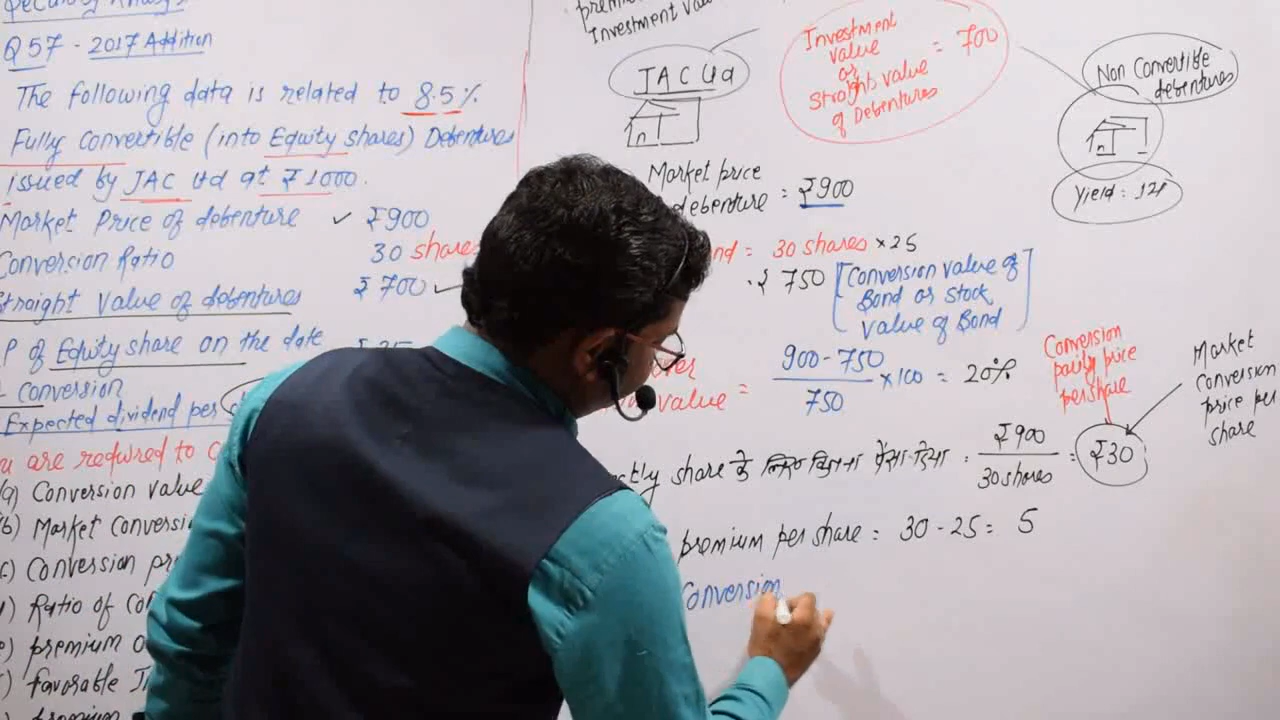 Q 57 - 2017 Addition
The following data is related to 8.5%
Fully Convertible (into Equity shares) Debentures
issued by JAC Ltd at ₹1000.
Market Price of debenture ✓ ₹900
Conversion Ratio 30 shares
Straight Value of debentures ₹700
P of Equity share on the date
conversion
Expected dividend per
are required to
(a) Conversion value
(b) Market Conversi
(c) Conversion pr
Ratio of Co
premium o
favorable I
premium
Investment Val
JAC Ltd
Investment
value
or
Straight value
of Debentures
= 700
Non Convertible
debentures
Yield : 12%
Market price
debenture = ₹900
= 30 shares × 25
₹ 750
Conversion value of
Bond or stock
value of Bond
value = 900 - 750 / 750 × 100 = 20%
share के लिए कितना पैसा दिया = ₹900 / 30 shares = ₹30
Conversion
parity price
per share
Market
Conversion
price per
share
premium per share = 30 - 25 = 5
Conversion